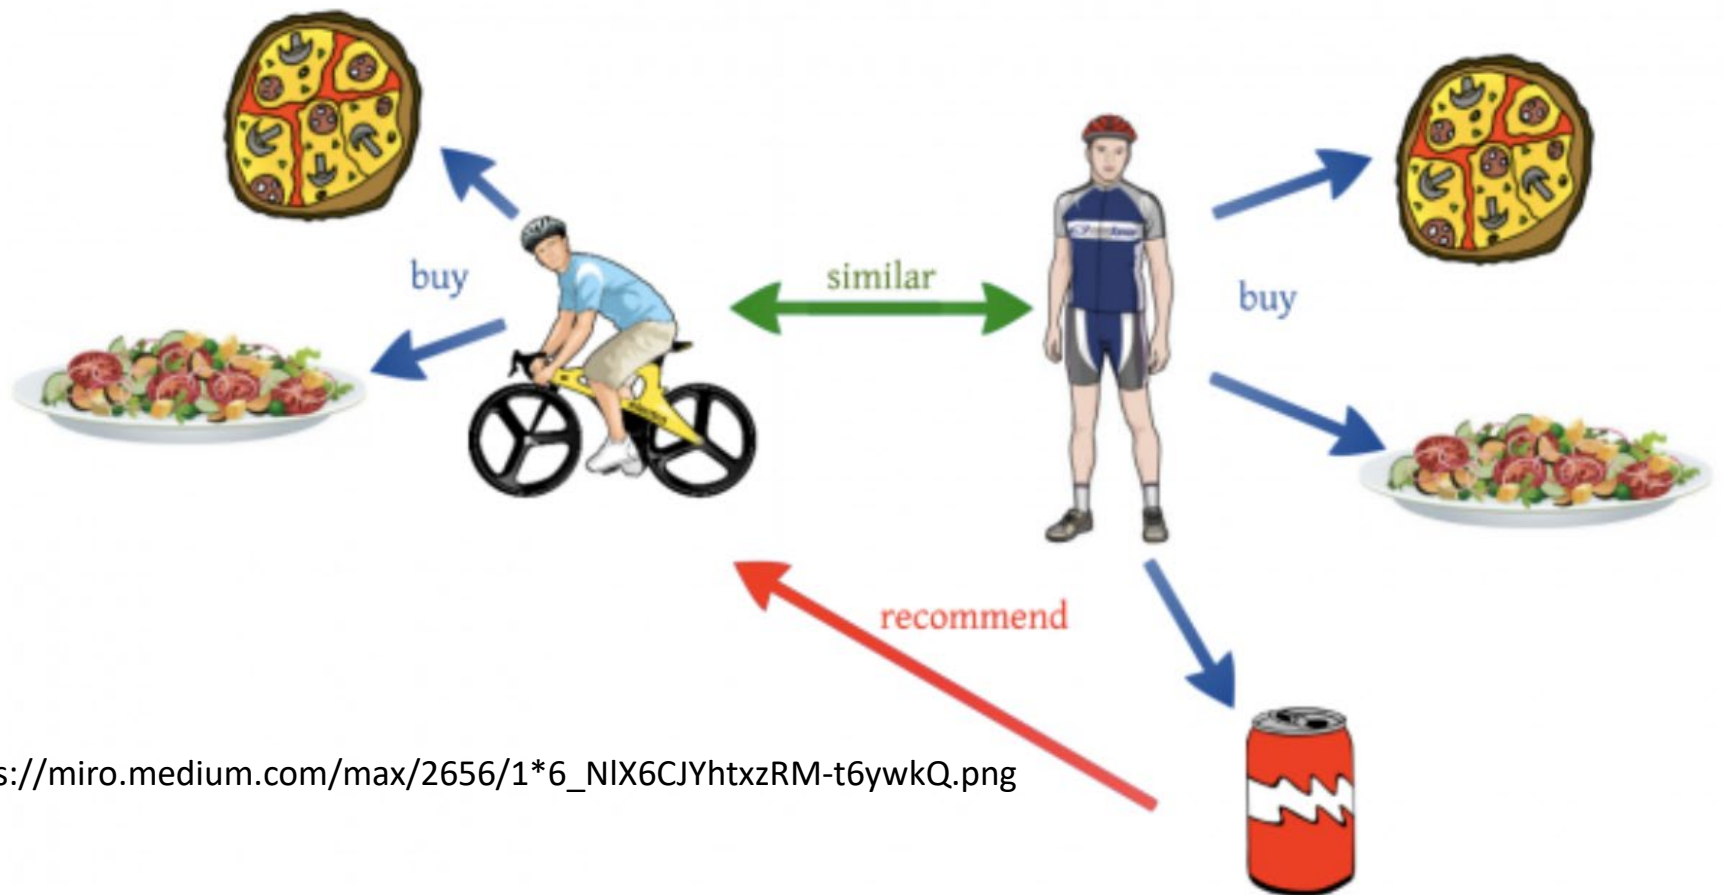 buy
similar
buy
recommend
s://miro.medium.com/max/2656/1*6_NlX6CJYhtxzRM-t6ywkQ.png